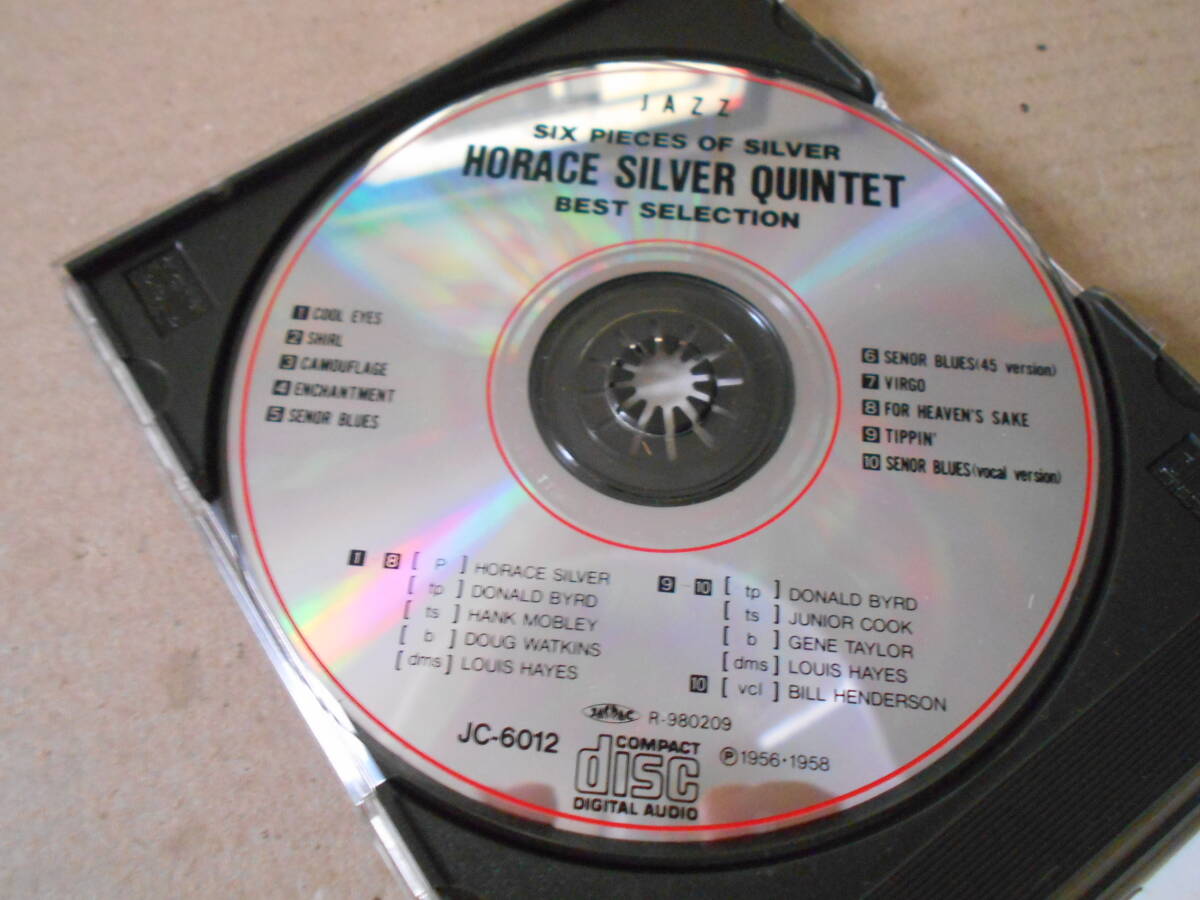 JAZZ
SIX PIECES OF SILVER
HORACE SILVER QUINTET
BEST SELECTION
1 COOL EYES
2 SHIRL
3 CAMOUFLAGE
4 ENCHANTMENT
5 SENOR BLUES
6 SENOR BLUES(45 version)
7 VIRGO
8 FOR HEAVEN'S SAKE
9 TIPPIN'
10 SENOR BLUES(vocal version)
1 - 8 [ p ] HORACE SILVER
[ tp ] DONALD BYRD
[ ts ] HANK MOBLEY
[ b ] DOUG WATKINS
[dms] LOUIS HAYES
9 - 10 [ tp ] DONALD BYRD
[ ts ] JUNIOR COOK
[ b ] GENE TAYLOR
[dms] LOUIS HAYES
10 [ vcl ] BILL HENDERSON
JASRAC R-980209
JC-6012
COMPACT
disc
DIGITAL AUDIO
℗1956・1958